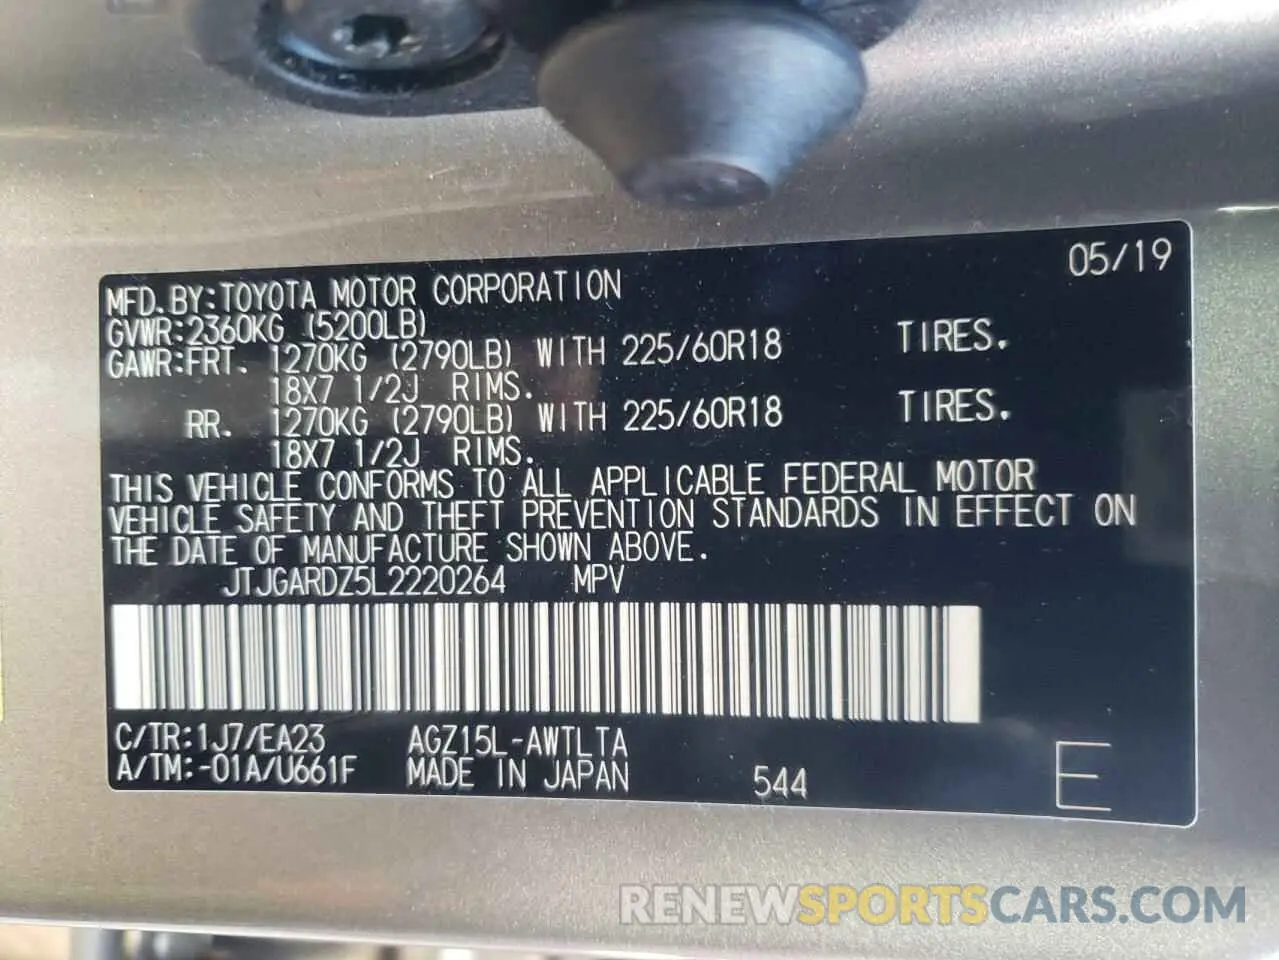 05/19
MFD.BY:TOYOTA MOTOR CORPORATION
GVWR:2360KG (5200LB)
GAWR:FRT. 1270KG (2790LB) WITH 225/60R18 TIRES.
18X7 1/2J RIMS.
RR. 1270KG (2790LB) WITH 225/60R18 TIRES.
18X7 1/2J RIMS.
THIS VEHICLE CONFORMS TO ALL APPLICABLE FEDERAL MOTOR
VEHICLE SAFETY AND THEFT PREVENTION STANDARDS IN EFFECT ON
THE DATE OF MANUFACTURE SHOWN ABOVE.
JTJGARDZ5L2220264 MPV
C/TR:1J7/EA23 AGZ15L-AWTLTA
A/TM:-01A/U661F MADE IN JAPAN 544 E
RENEWSPORTSCARS.COM